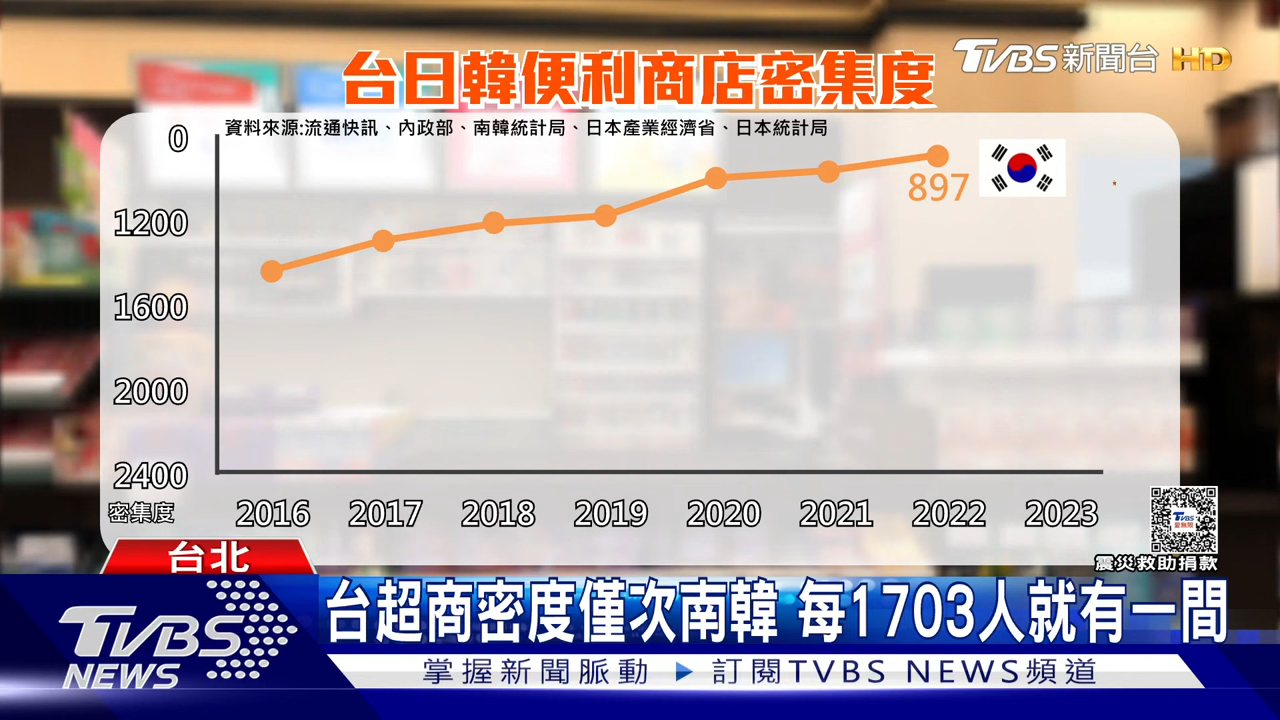 台日韓便利商店密集度
TVBS新聞台 HD
資料來源:流通快訊、內政部、南韓統計局、日本產業經濟省、日本統計局
0
1200
1600
2000
2400
密集度
897
2016 2017 2018 2019 2020 2021 2022 2023
TVBS
震災救助捐款
台北
台超商密度僅次南韓 每1703人就有一間
TVBS NEWS
掌握新聞脈動 ▶ 訂閱TVBS NEWS頻道